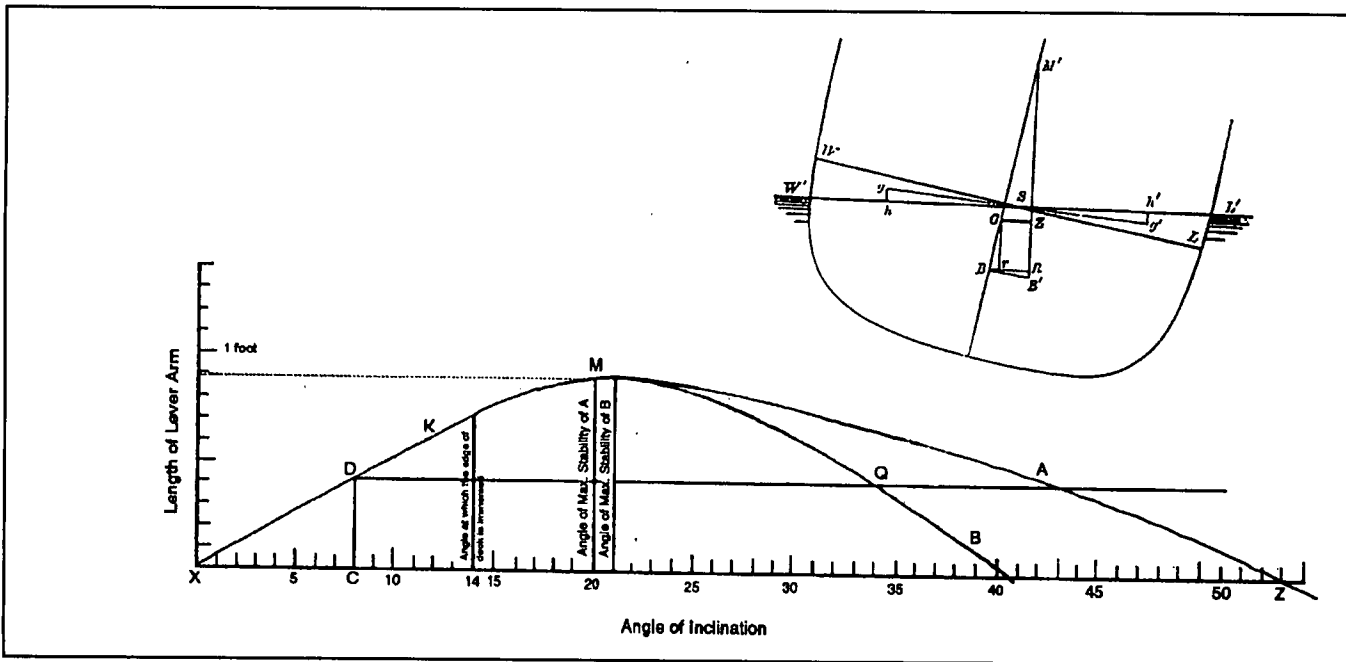 M'
W
W'
g
h
S
h'
L'
g'
G
Z
L
B
r
n
B'
1 foot
M
Length of Lever Arm
K
D
Angle at which the edge of
deck is immersed
Angle of Max. Stability of A
Angle of Max. Stability of B
Q
A
B
X
5
C
10
14
15
20
25
30
35
40
45
50
Z
Angle of Inclination